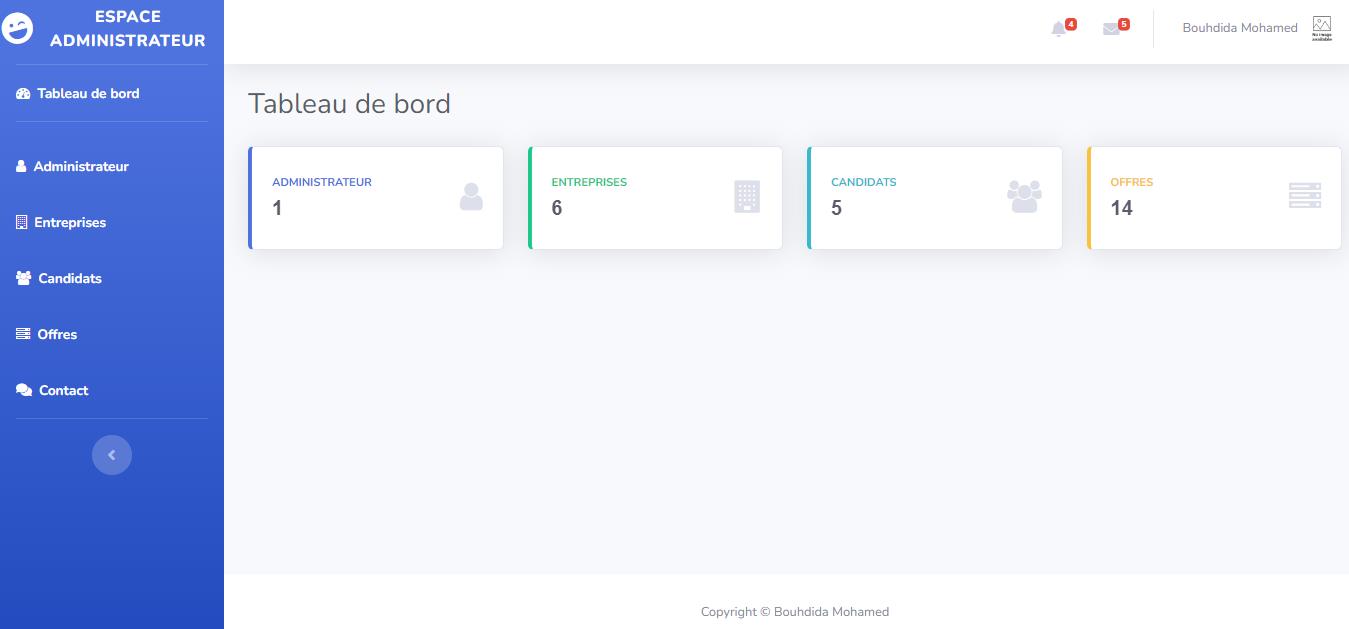 ESPACE
ADMINISTRATEUR
Tableau de bord
Administrateur
Entreprises
Candidats
Offres
Contact
4
5
Bouhdida Mohamed
No image
available
Tableau de bord
ADMINISTRATEUR
1
ENTREPRISES
6
CANDIDATS
5
OFFRES
14
Copyright © Bouhdida Mohamed